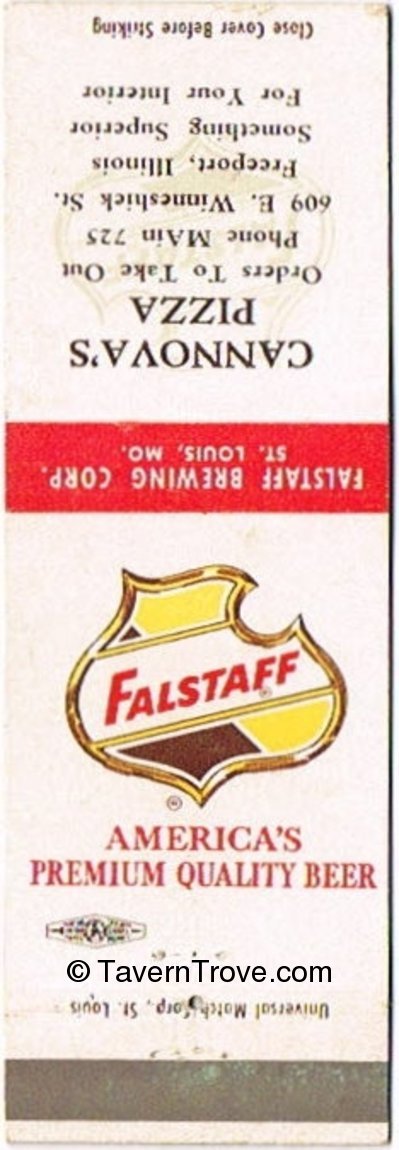 CANNOVA'S
PIZZA
Orders To Take Out
Phone MAin 725
609 E. Winneshiek St.
Freeport, Illinois
Something Superior
For Your Interior
Close Cover Before Striking
FALSTAFF BREWING CORP.
ST. LOUIS, MO.
FALSTAFF
®
®
AMERICA'S
PREMIUM QUALITY BEER
© TavernTrove.com
Universal Match Corp., St. Louis